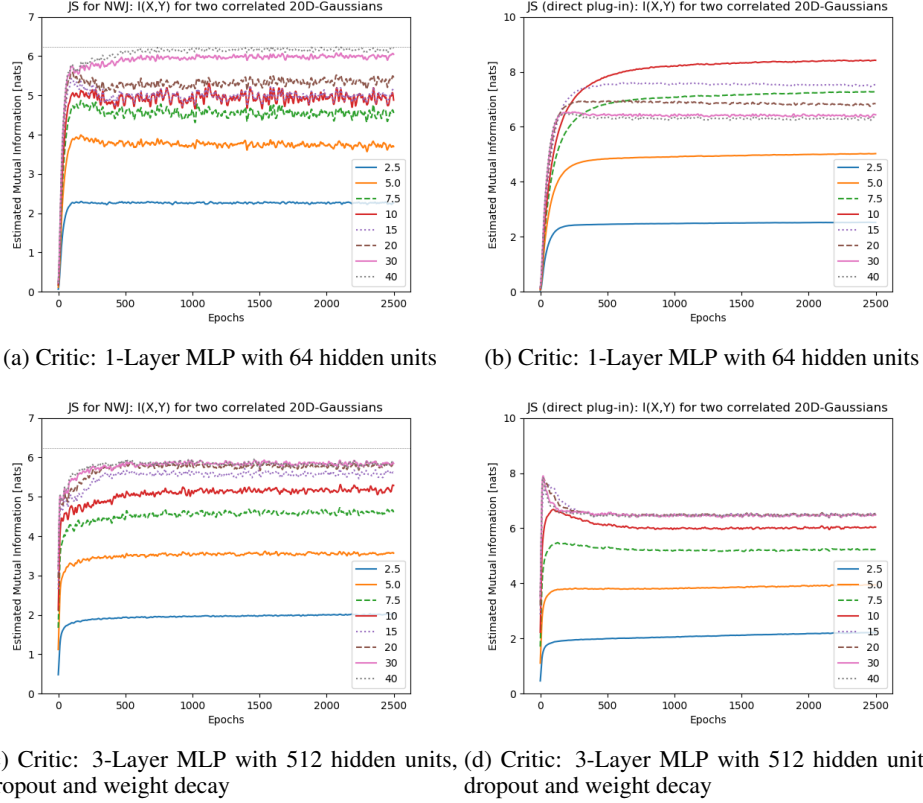 JS for NWJ: I(X,Y) for two correlated 20D-Gaussians
Estimated Mutual Information [nats]
7
6
5
4
3
2
1
0
2.5
5.0
7.5
10
15
20
30
40
0 500 1000 1500 2000 2500
Epochs
(a) Critic: 1-Layer MLP with 64 hidden units
JS (direct plug-in): I(X,Y) for two correlated 20D-Gaussians
Estimated Mutual Information [nats]
10
8
6
4
2
0
2.5
5.0
7.5
10
15
20
30
40
0 500 1000 1500 2000 2500
Epochs
(b) Critic: 1-Layer MLP with 64 hidden units
JS for NWJ: I(X,Y) for two correlated 20D-Gaussians
Estimated Mutual Information [nats]
7
6
5
4
3
2
1
0
2.5
5.0
7.5
10
15
20
30
40
0 500 1000 1500 2000 2500
Epochs
) Critic: 3-Layer MLP with 512 hidden units,
ropout and weight decay
JS (direct plug-in): I(X,Y) for two correlated 20D-Gaussians
Estimated Mutual Information [nats]
10
8
6
4
2
0
2.5
5.0
7.5
10
15
20
30
40
0 500 1000 1500 2000 2500
Epochs
(d) Critic: 3-Layer MLP with 512 hidden unit
dropout and weight decay